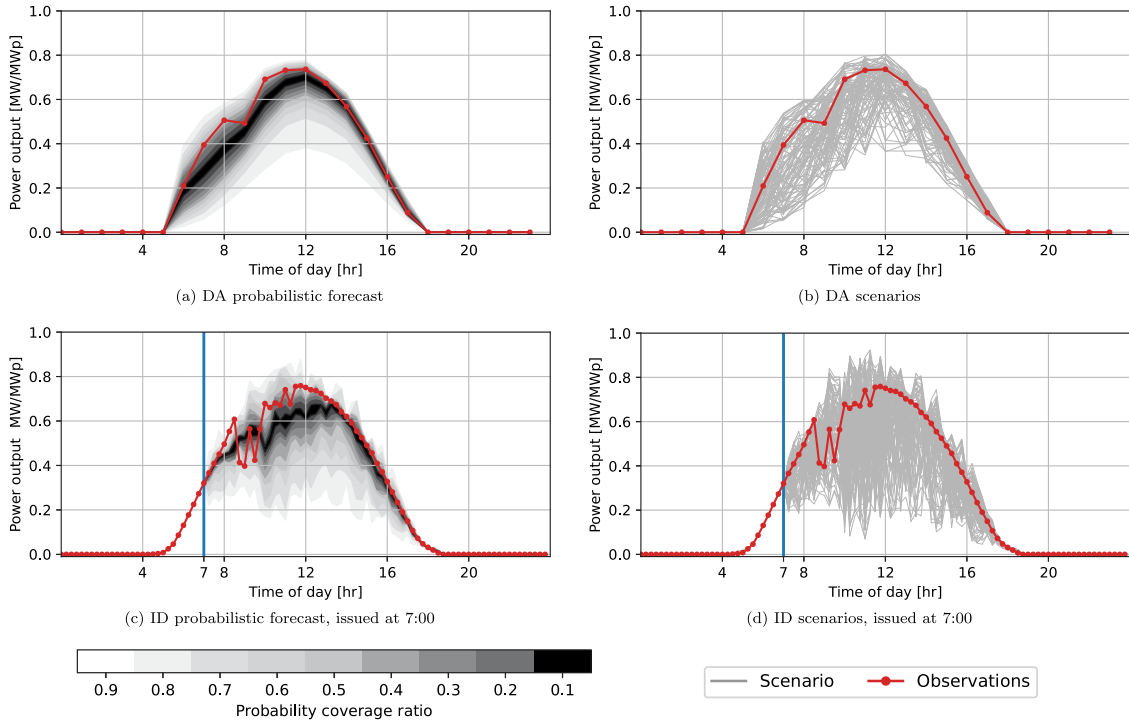 1.0
0.8
0.6
0.4
0.2
0.0
Power output [MW/MWp]
4 8 12 16 20
Time of day [hr]
(a) DA probabilistic forecast
1.0
0.8
0.6
0.4
0.2
0.0
Power output [MW/MWp]
4 8 12 16 20
Time of day [hr]
(b) DA scenarios
1.0
0.8
0.6
0.4
0.2
0.0
Power output MW/MWp]
4 7 8 12 16 20
Time of day [hr]
(c) ID probabilistic forecast, issued at 7:00
1.0
0.8
0.6
0.4
0.2
0.0
Power output [MW/MWp]
4 7 8 12 16 20
Time of day [hr]
(d) ID scenarios, issued at 7:00
0.9 0.8 0.7 0.6 0.5 0.4 0.3 0.2 0.1
Probability coverage ratio
Scenario Observations